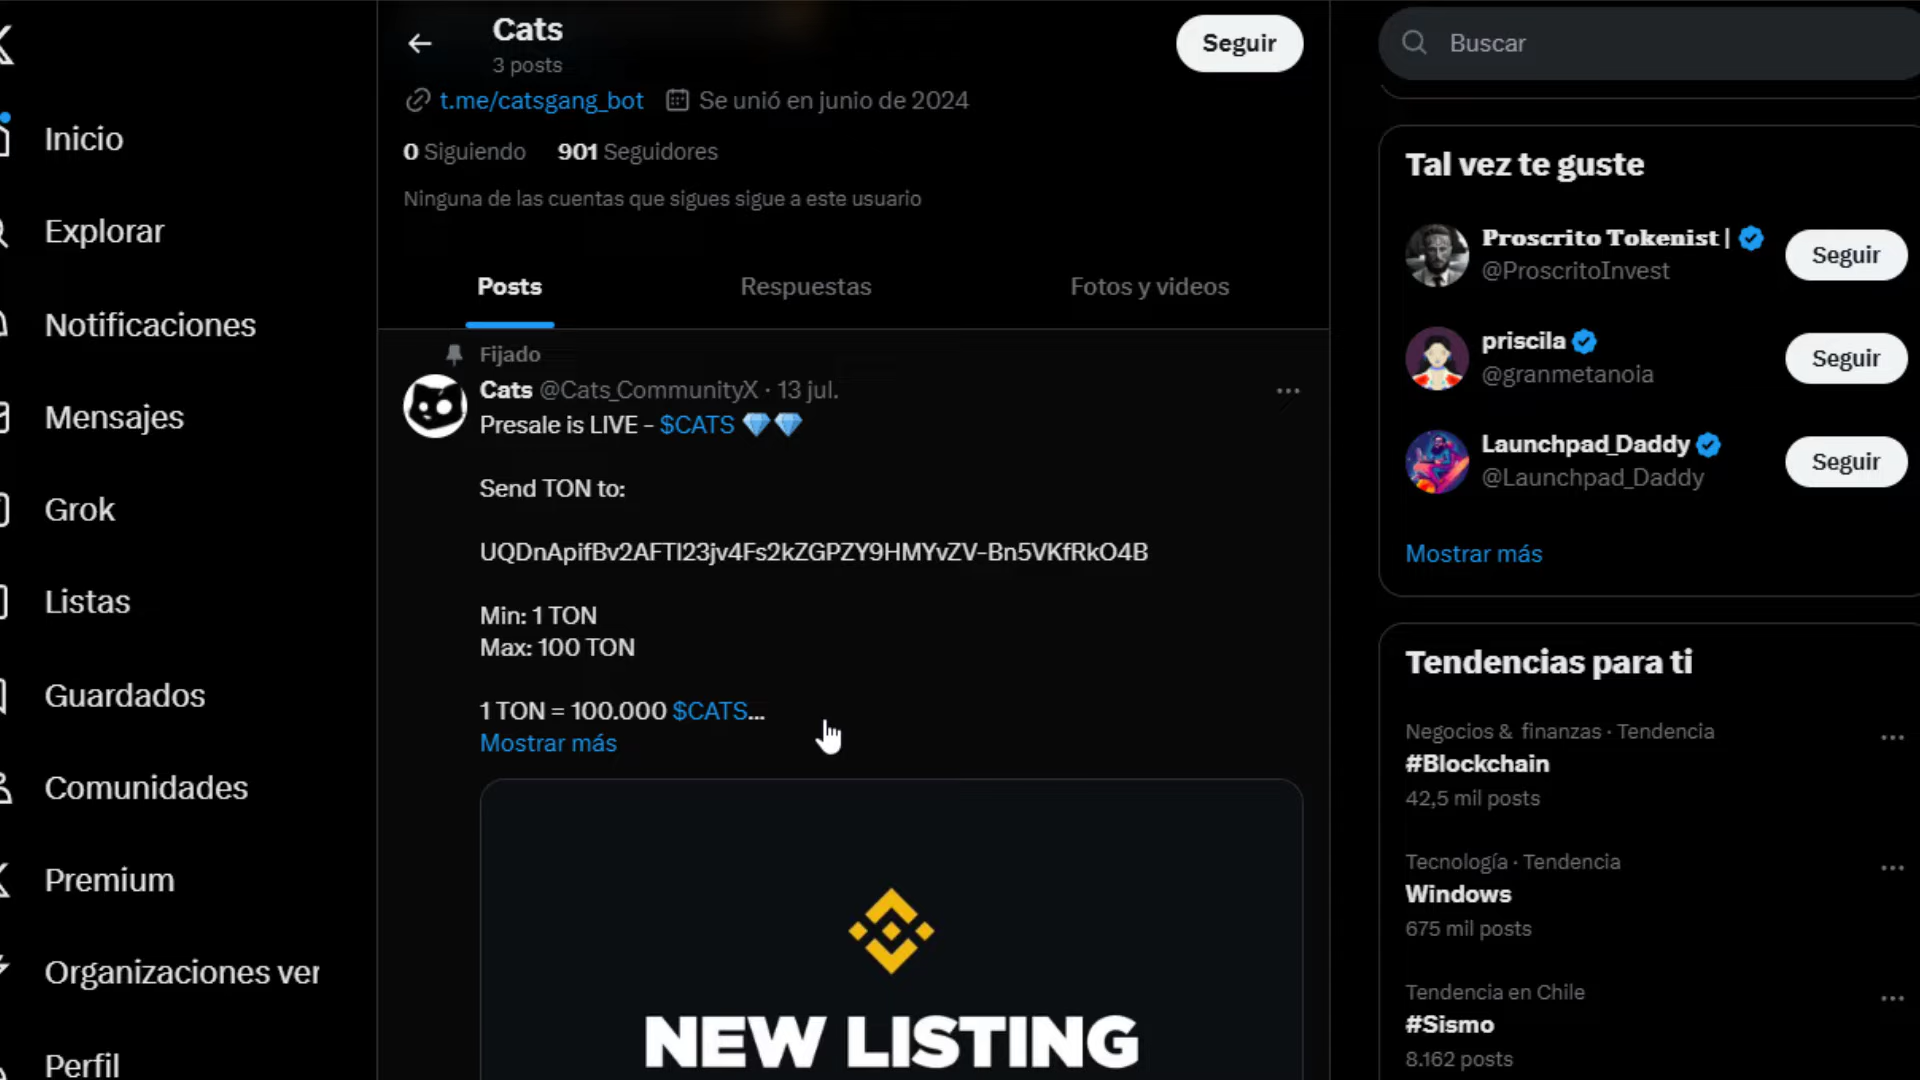 Cats
3 posts
Seguir
t.me/catsgang_bot
Se unió en junio de 2024
0 Siguiendo
901 Seguidores
Ninguna de las cuentas que sigues sigue a este usuario
Posts
Respuestas
Fotos y videos
Fijado
Cats @Cats_CommunityX · 13 jul.
Presale is LIVE - $CATS 💎💎
Send TON to:
UQDnApifBv2AFTl23jv4Fs2kZGPZY9HMYvZV-Bn5VKfRkO4B
Min: 1 TON
Max: 100 TON
1 TON = 100.000 $CATS...
Mostrar más
NEW LISTING
Inicio
Explorar
Notificaciones
Mensajes
Grok
Listas
Guardados
Comunidades
Premium
Organizaciones ver
Perfil
Buscar
Tal vez te guste
Proscrito Tokenist |
@ProscritoInvest
Seguir
priscila
@granmetanoia
Seguir
Launchpad_Daddy
@Launchpad_Daddy
Seguir
Mostrar más
Tendencias para ti
Negocios & finanzas · Tendencia
#Blockchain
42,5 mil posts
Tecnología · Tendencia
Windows
675 mil posts
Tendencia en Chile
#Sismo
8.162 posts